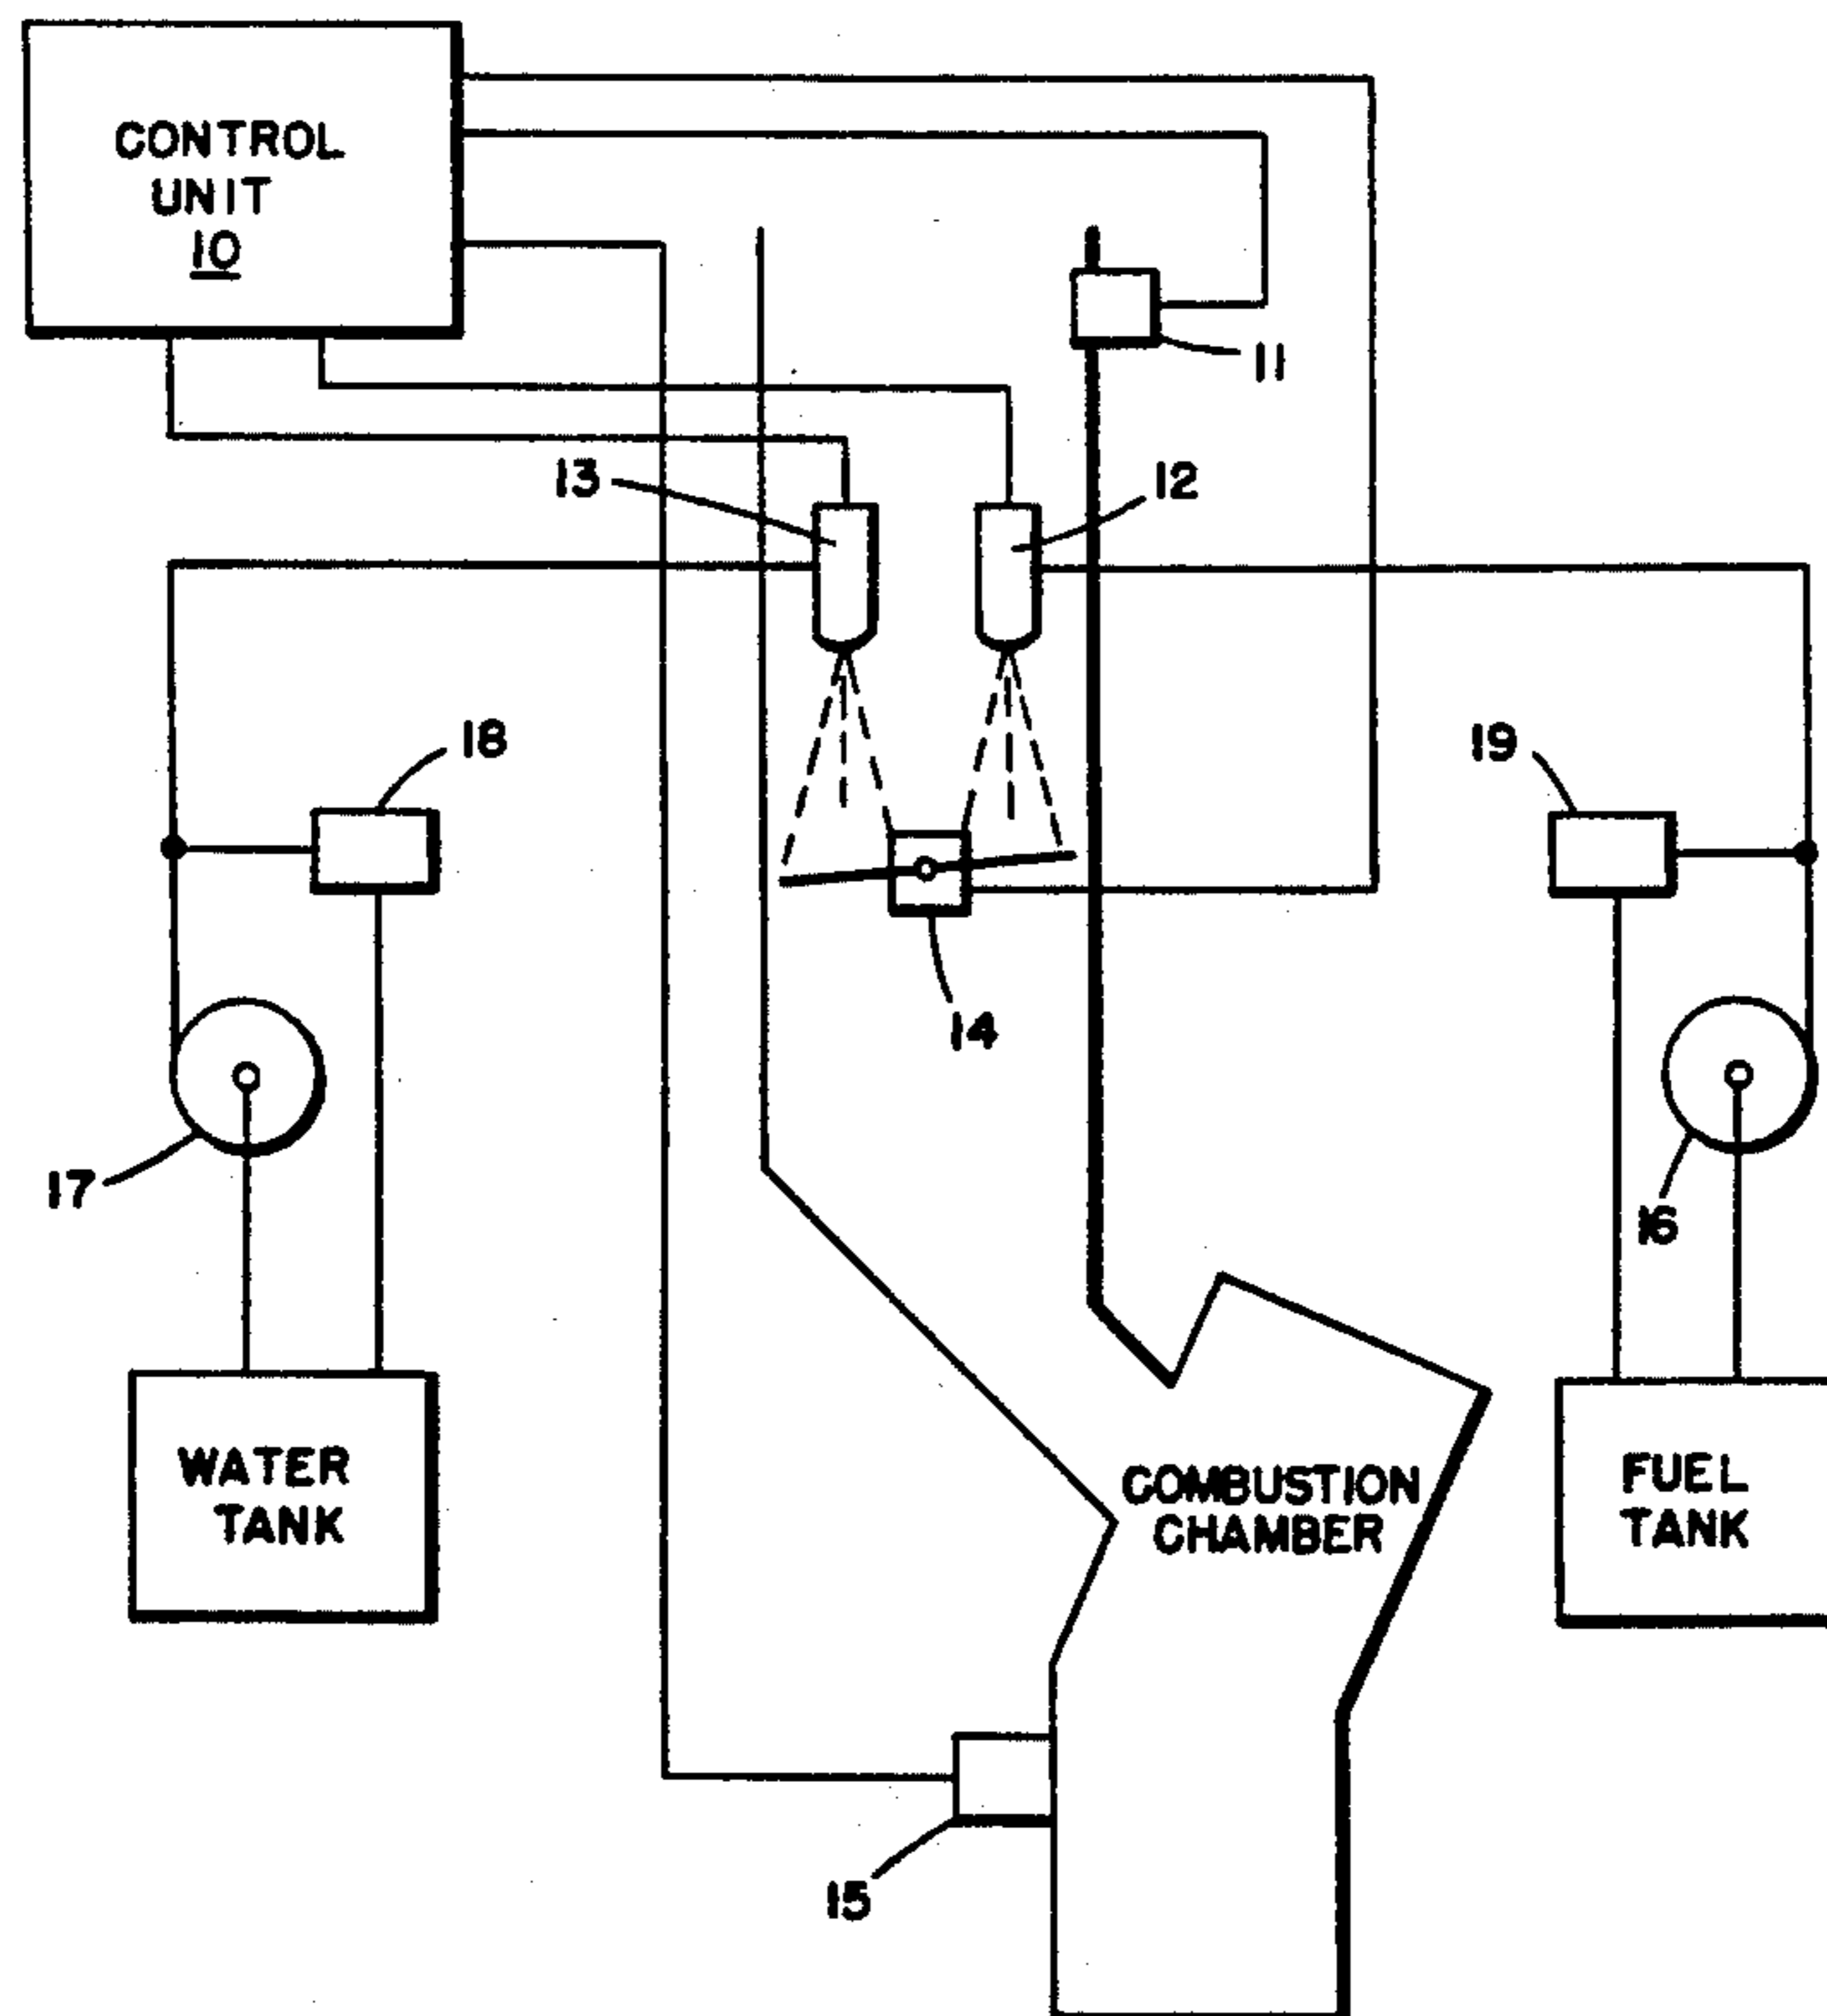 CONTROL
UNIT
10
11
13
12
18
19
14
17
16
WATER
TANK
COMBUSTION
CHAMBER
FUEL
TANK
15